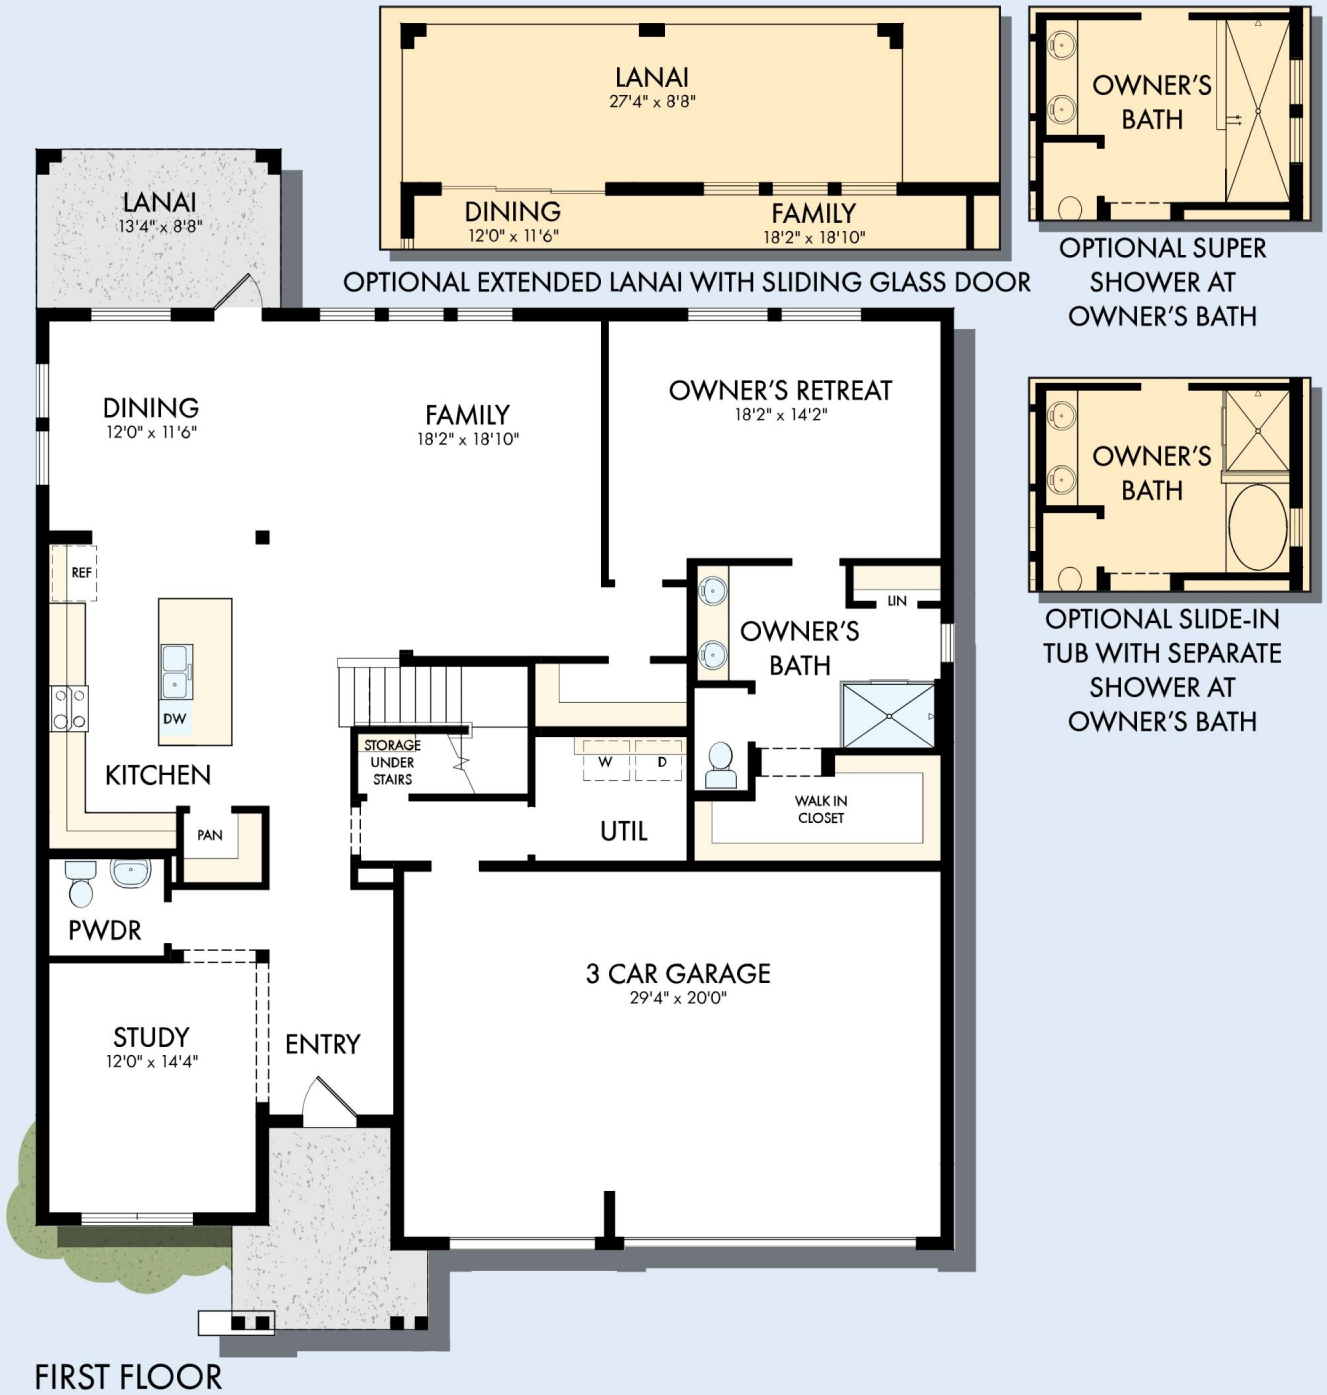 LANAI
27'4" x 8'8"
DINING
12'0" x 11'6"
FAMILY
18'2" x 18'10"
OPTIONAL EXTENDED LANAI WITH SLIDING GLASS DOOR
OWNER'S
BATH
OPTIONAL SUPER
SHOWER AT
OWNER'S BATH
OWNER'S
BATH
OPTIONAL SLIDE-IN
TUB WITH SEPARATE
SHOWER AT
OWNER'S BATH
LANAI
13'4" x 8'8"
DINING
12'0" x 11'6"
FAMILY
18'2" x 18'10"
OWNER'S RETREAT
18'2" x 14'2"
REF
LIN
OWNER'S
BATH
DW
KITCHEN
STORAGE
UNDER
STAIRS
W
D
WALK IN
CLOSET
PAN
UTIL
PWDR
3 CAR GARAGE
29'4" x 20'0"
STUDY
12'0" x 14'4"
ENTRY
FIRST FLOOR